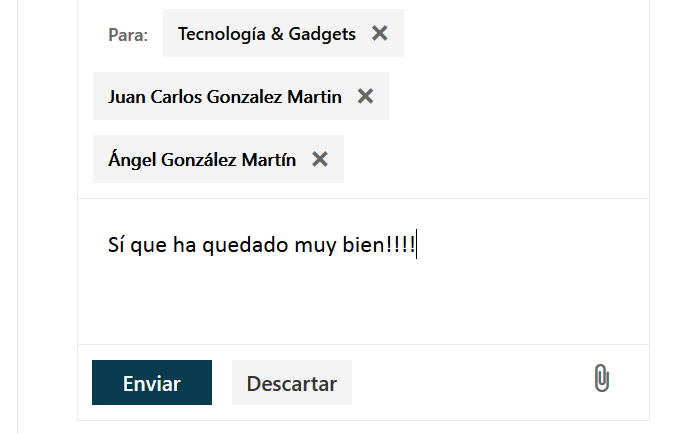 Para: Tecnología & Gadgets
Juan Carlos Gonzalez Martin
Ángel González Martín
Sí que ha quedado muy bien!!!!
Enviar Descartar